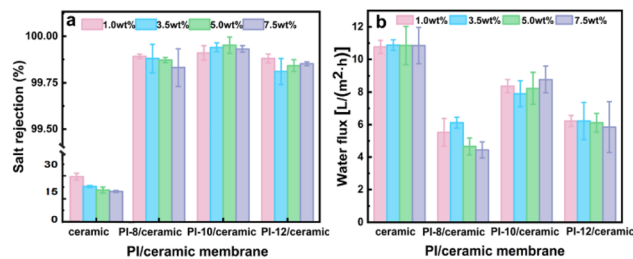 a
1.0wt% 3.5wt% 5.0wt% 7.5wt%
Salt rejection (%)
100.00
99.75
99.50
30
15
0
ceramic PI-8/ceramic PI-10/ceramic PI-12/ceramic
PI/ceramic membrane
b
1.0wt% 3.5wt% 5.0wt% 7.5wt%
Water flux [L/(m²·h)]
12
10
8
6
4
2
0
ceramic PI-8/ceramic PI-10/ceramic PI-12/ceramic
PI/ceramic membrane